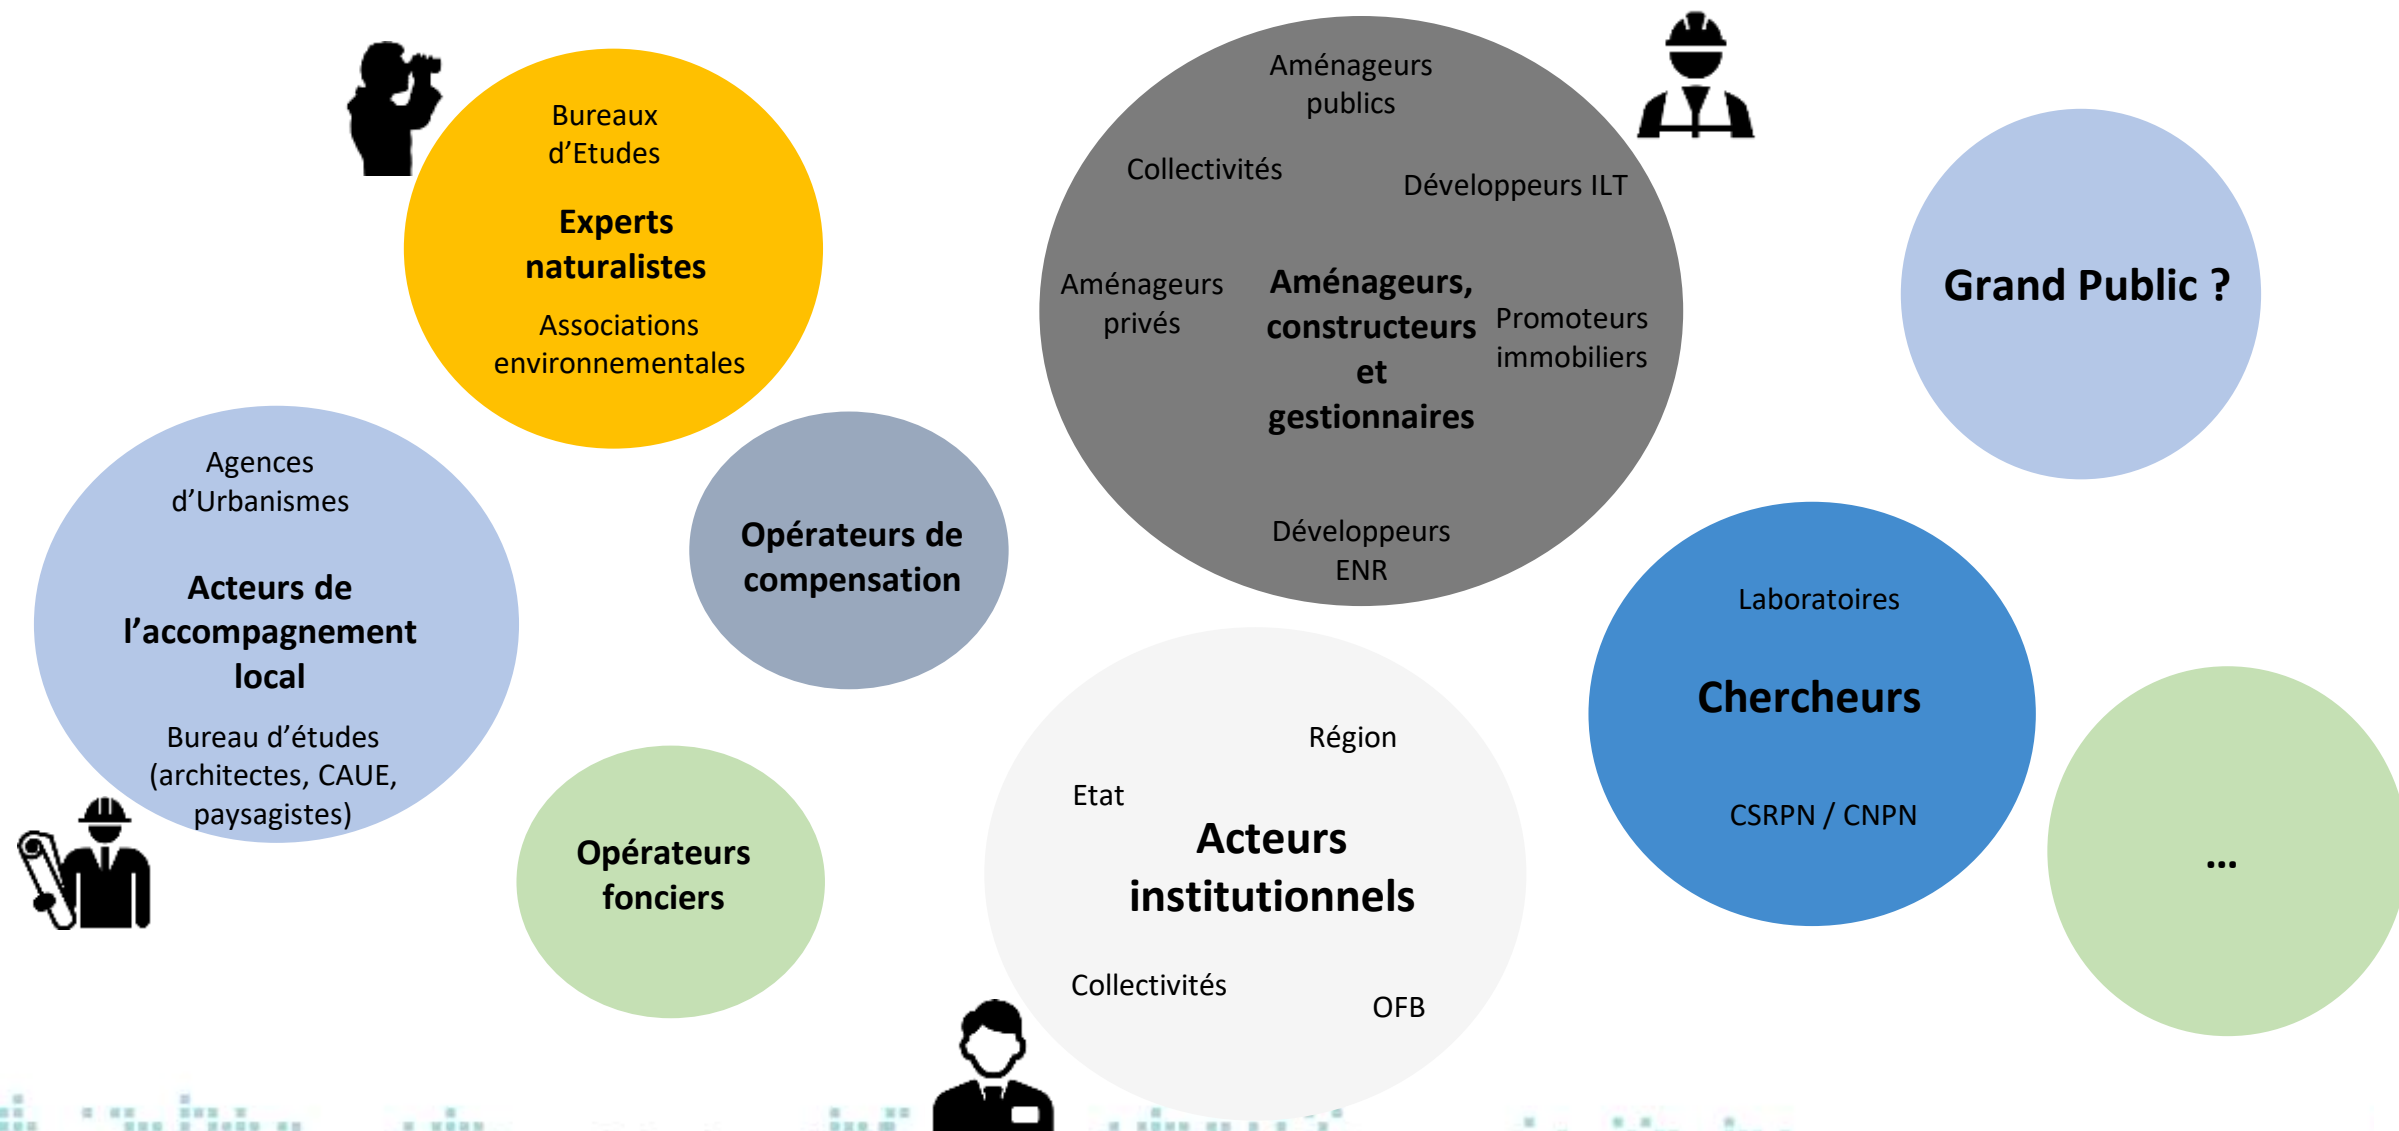 Bureaux
d'Etudes
Experts
naturalistes
Associations
environnementales
Aménageurs
publics
Collectivités
Développeurs ILT
Aménageurs
privés
Aménageurs,
constructeurs
et
gestionnaires
Promoteurs
immobiliers
Développeurs
ENR
Grand Public ?
Agences
d'Urbanismes
Acteurs de
l'accompagnement
local
Bureau d'études
(architectes, CAUE,
paysagistes)
Opérateurs de
compensation
Opérateurs
fonciers
Région
Etat
Acteurs
institutionnels
Collectivités
OFB
Laboratoires
Chercheurs
CSRPN / CNPN
...